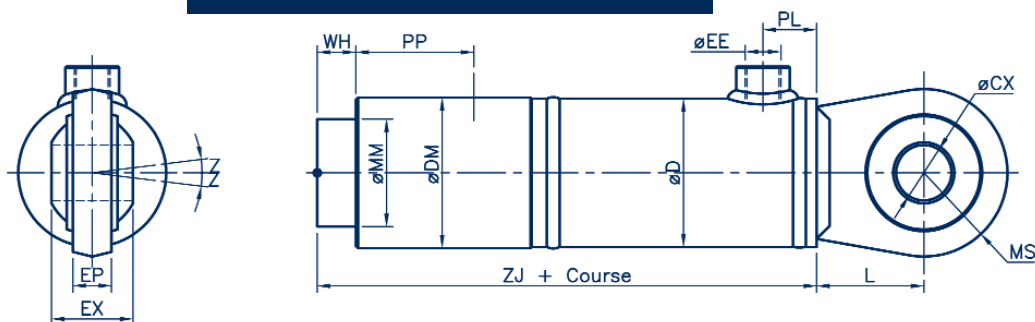 WH
PP
øEE
PL
øCX
Z
Z
øMM
øDM
øD
MS
EP
EX
ZJ + Course
L